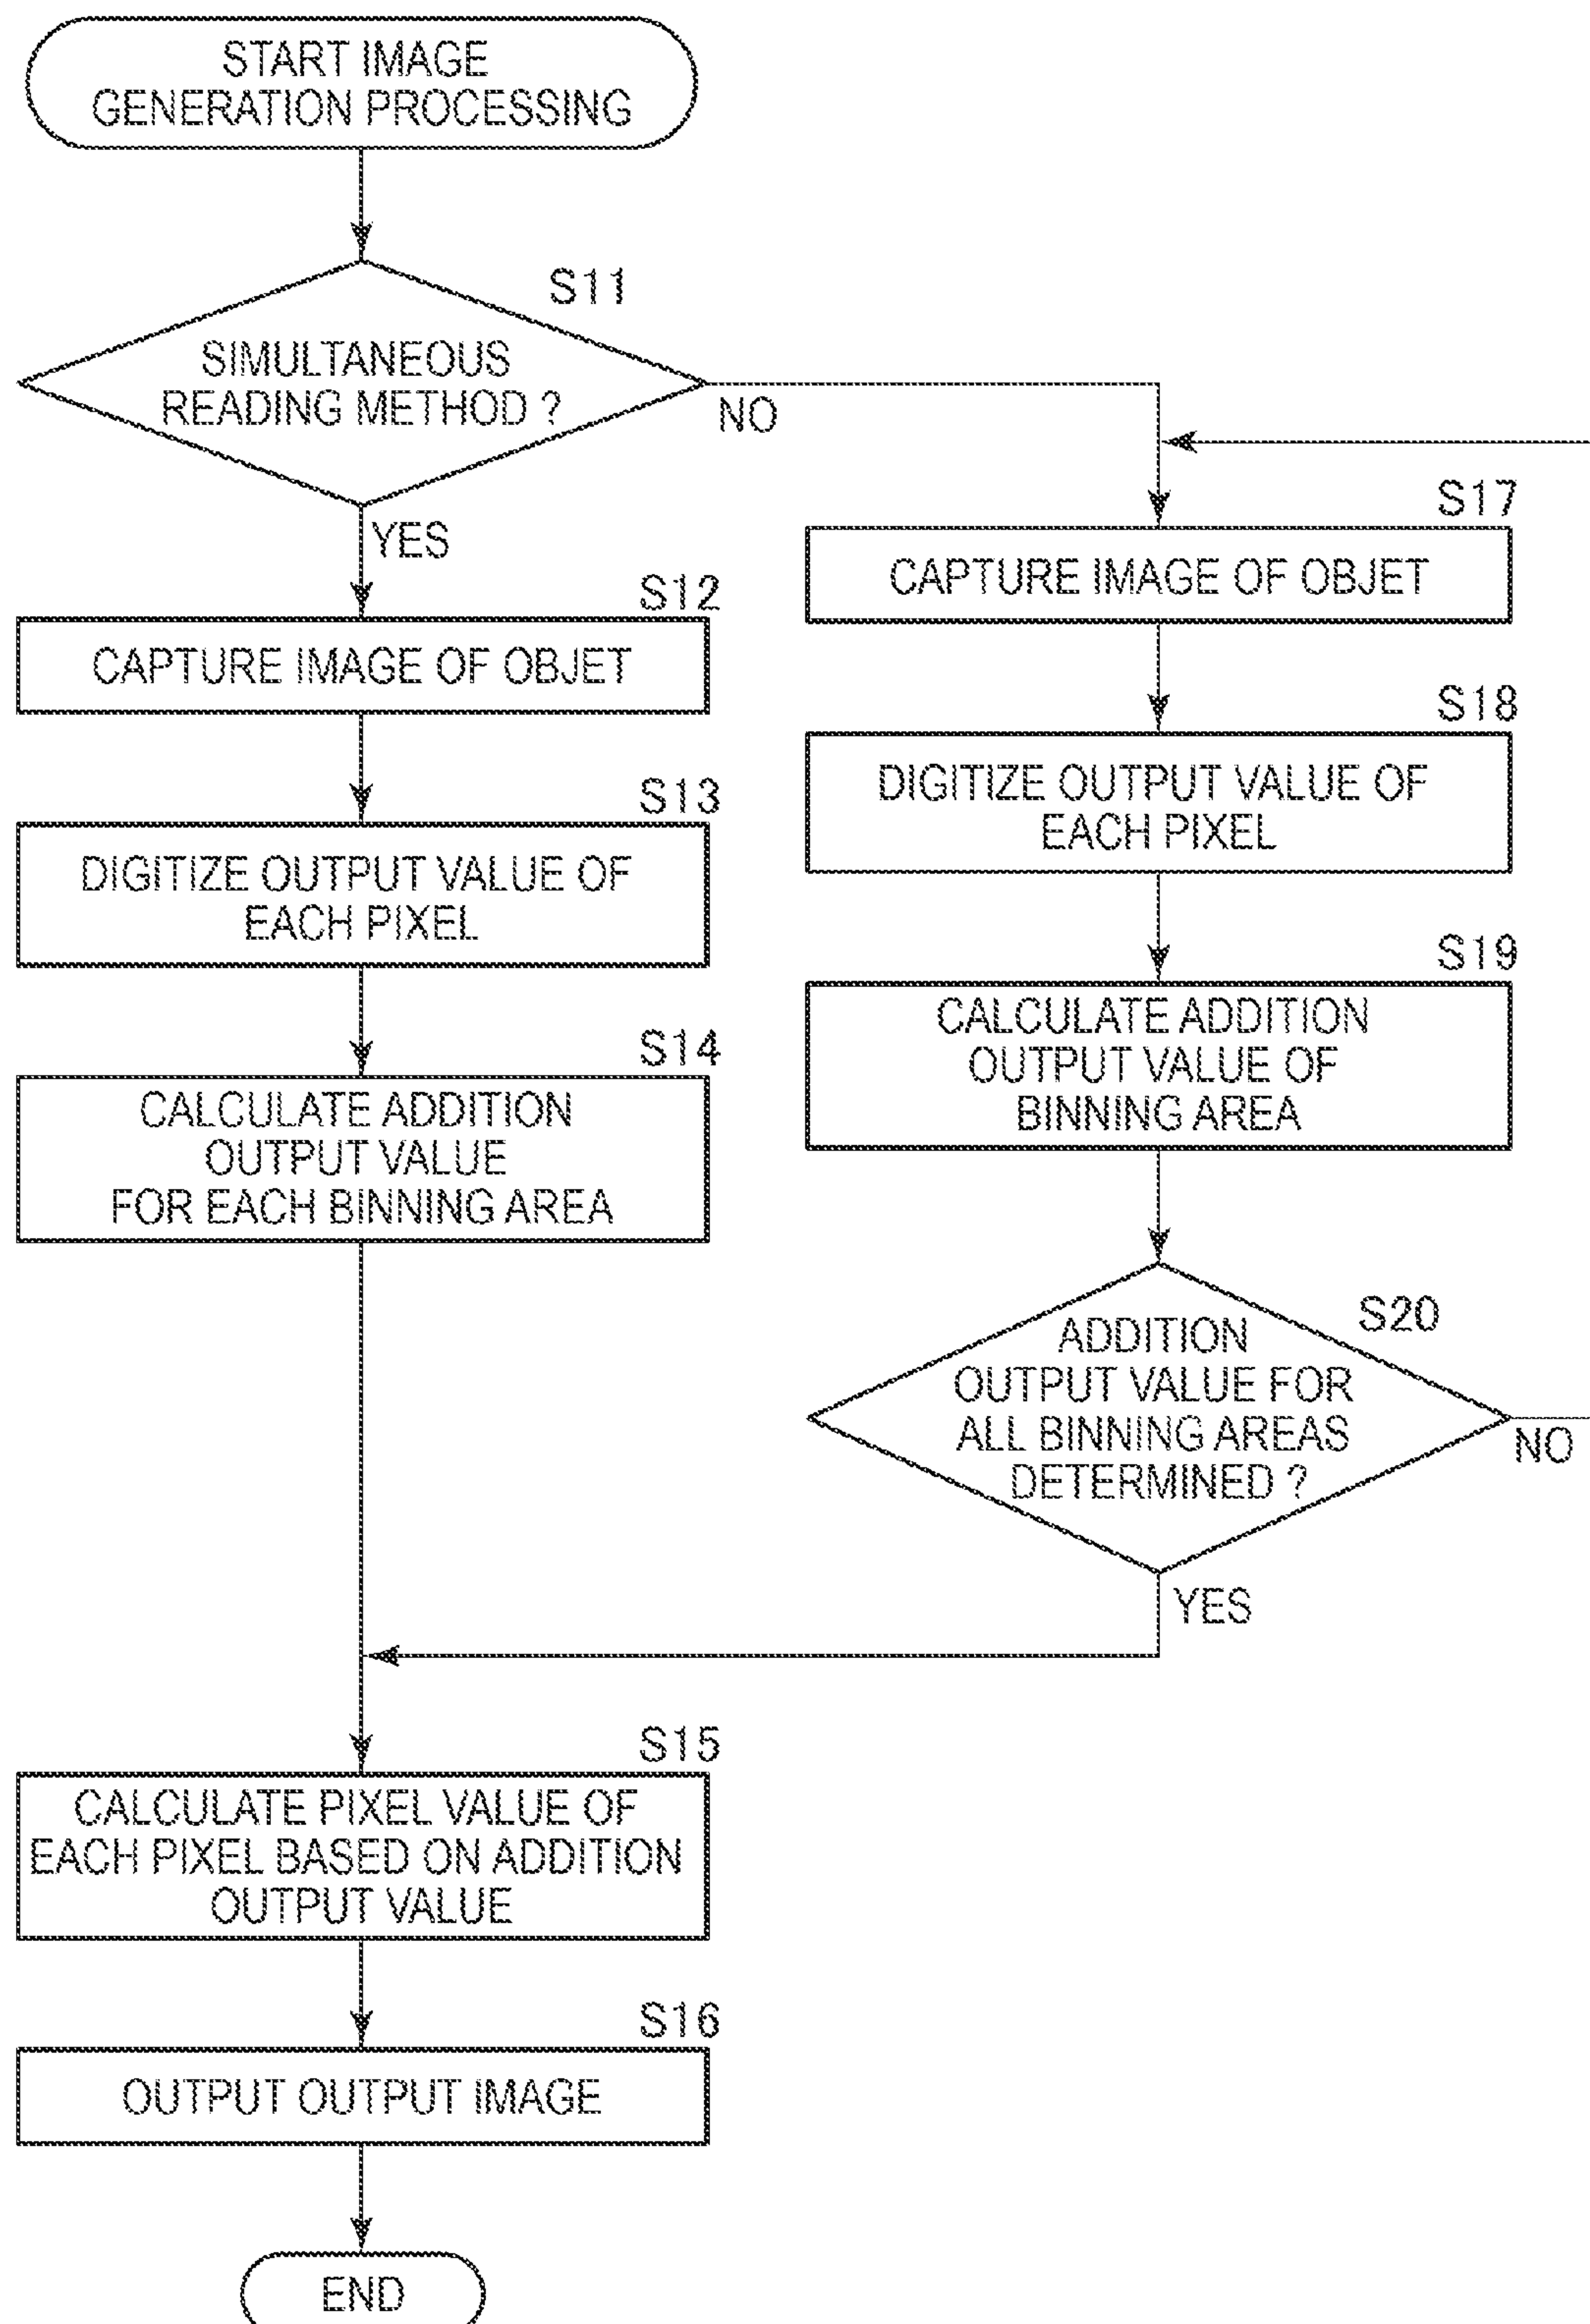 START IMAGE
GENERATION PROCESSING
S11
SIMULTANEOUS
READING METHOD ?
NO
YES
S12
CAPTURE IMAGE OF OBJET
S13
DIGITIZE OUTPUT VALUE OF
EACH PIXEL
S14
CALCULATE ADDITION
OUTPUT VALUE
FOR EACH BINNING AREA
S17
CAPTURE IMAGE OF OBJET
S18
DIGITIZE OUTPUT VALUE OF
EACH PIXEL
S19
CALCULATE ADDITION
OUTPUT VALUE OF
BINNING AREA
S20
ADDITION
OUTPUT VALUE FOR
ALL BINNING AREAS
DETERMINED ?
NO
YES
S15
CALCULATE PIXEL VALUE OF
EACH PIXEL BASED ON ADDITION
OUTPUT VALUE
S16
OUTPUT OUTPUT IMAGE
END